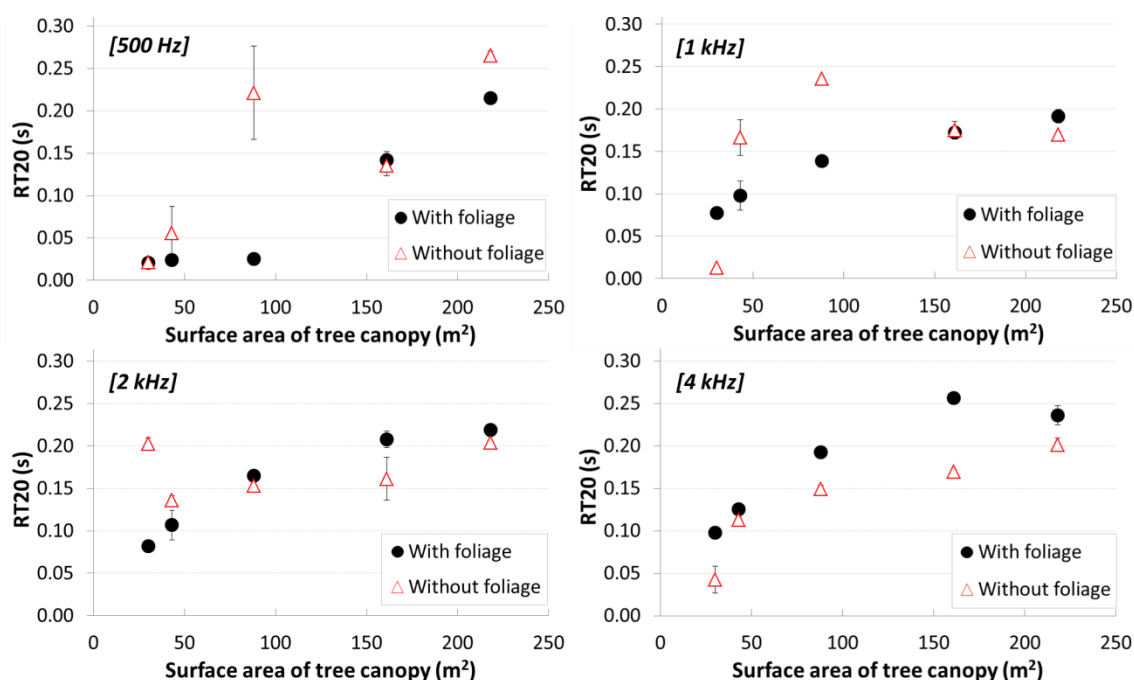 [500 Hz]
RT20 (s)
0.30
0.25
0.20
0.15
0.10
0.05
0.00
With foliage
Without foliage
0 50 100 150 200 250
Surface area of tree canopy (m²)
[1 kHz]
RT20 (s)
0.30
0.25
0.20
0.15
0.10
0.05
0.00
With foliage
Without foliage
0 50 100 150 200 250
Surface area of tree canopy (m²)
[2 kHz]
RT20 (s)
0.30
0.25
0.20
0.15
0.10
0.05
0.00
With foliage
Without foliage
0 50 100 150 200 250
Surface area of tree canopy (m²)
[4 kHz]
RT20 (s)
0.30
0.25
0.20
0.15
0.10
0.05
0.00
With foliage
Without foliage
0 50 100 150 200 250
Surface area of tree canopy (m²)